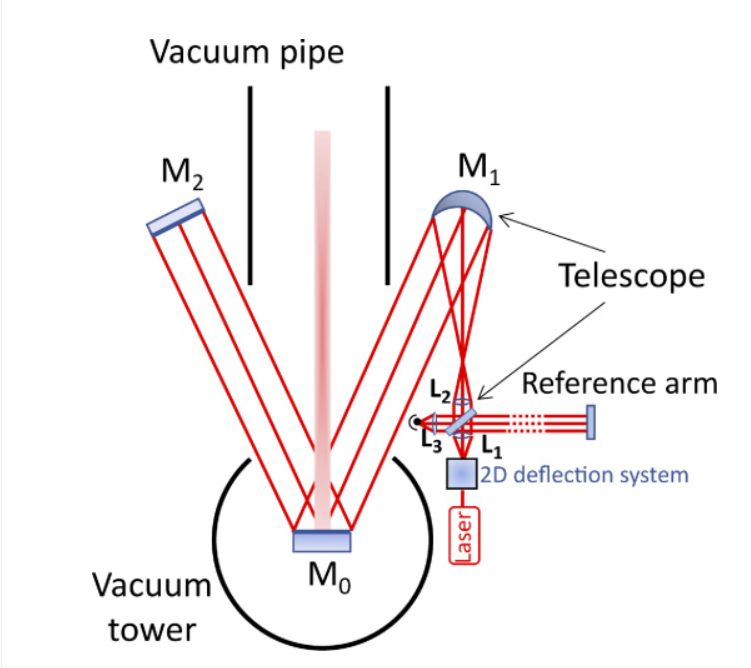 Vacuum pipe
M₂
M₁
Telescope
Reference arm
L₂
L₃
L₁
2D deflection system
Laser
M₀
Vacuum
tower